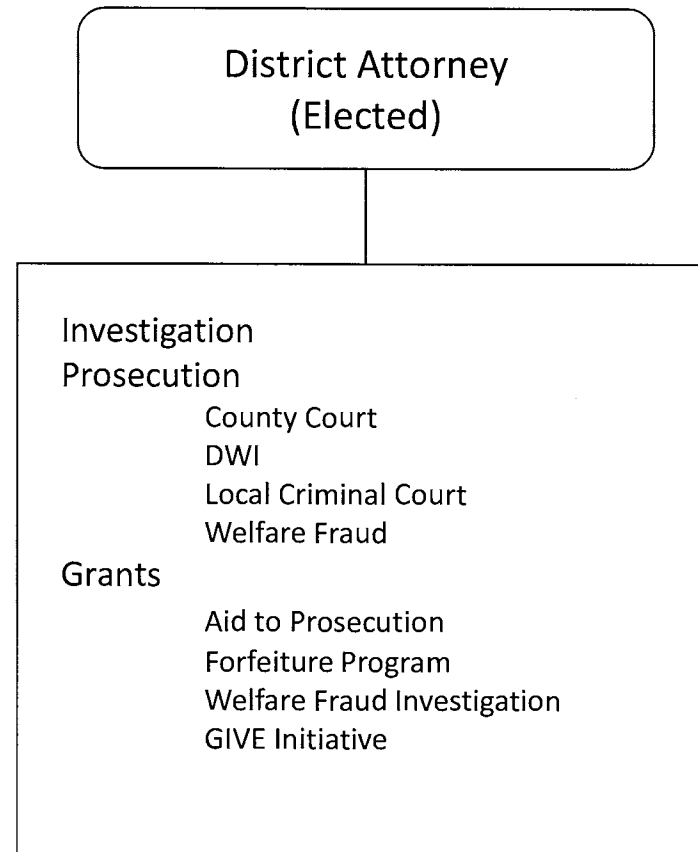 District Attorney
(Elected)
Investigation
Prosecution
County Court
DWI
Local Criminal Court
Welfare Fraud
Grants
Aid to Prosecution
Forfeiture Program
Welfare Fraud Investigation
GIVE Initiative